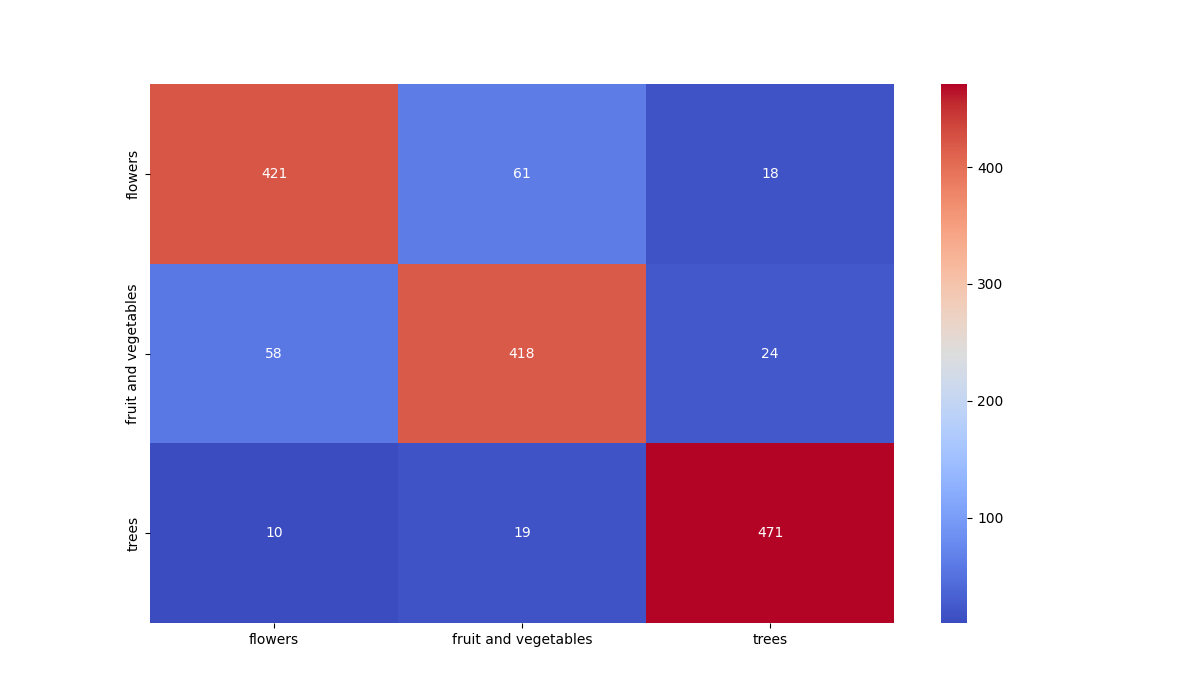 flowers
421 61 18
fruit and vegetables
58 418 24
trees
10 19 471
flowers fruit and vegetables trees
400
300
200
100